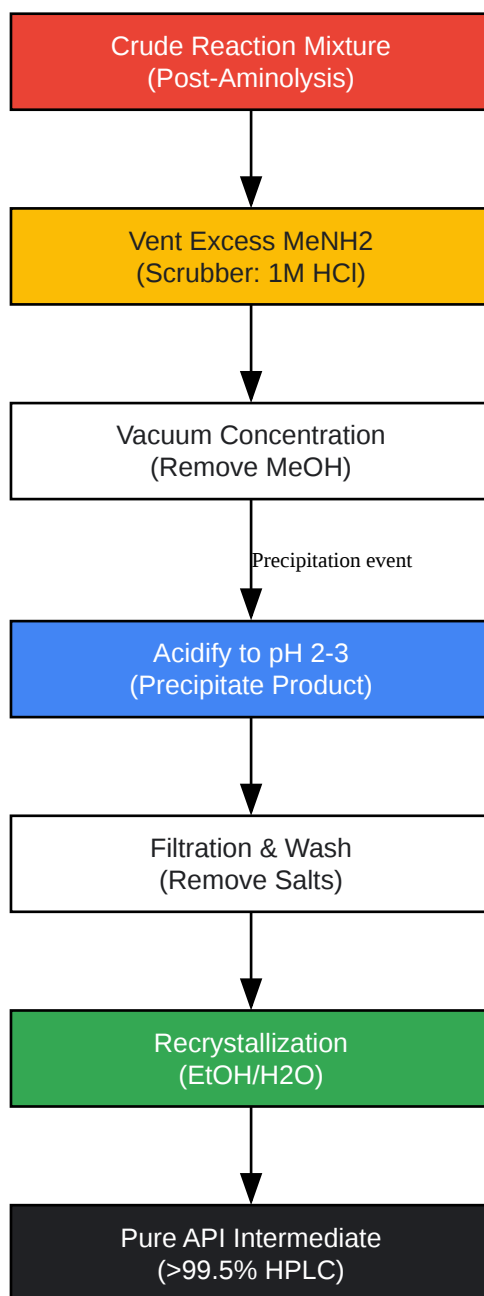 Crude Reaction Mixture
(Post-Aminolysis)
Vent Excess MeNH2
(Scrubber: 1M HCl)
Vacuum Concentration
(Remove MeOH)
Precipitation event
Acidify to pH 2-3
(Precipitate Product)
Filtration & Wash
(Remove Salts)
Recrystallization
(EtOH/H2O)
Pure API Intermediate
(>99.5% HPLC)